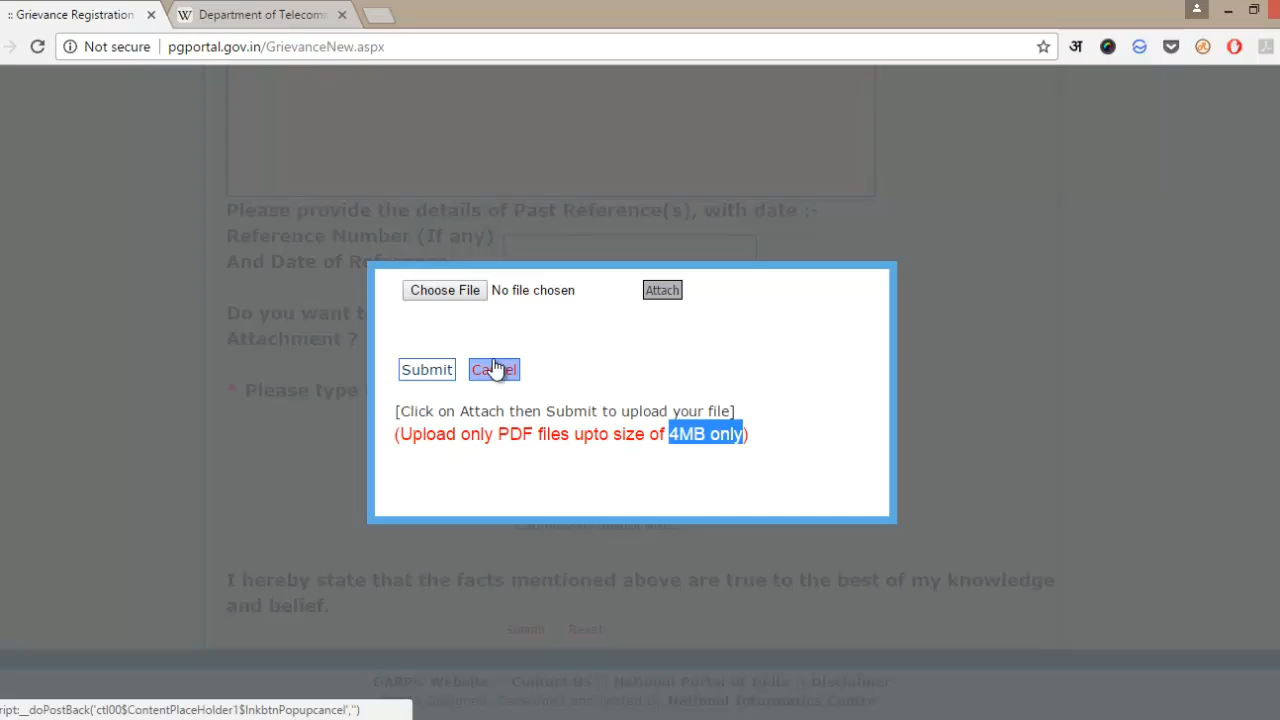 :: Grievance Registration
Department of Telecom
Not secure
pgportal.gov.in/GrievanceNew.aspx
अ
Please provide the details of Past Reference(s), with date :-
Reference Number (If any)
And Date of Reference
Choose File No file chosen
Attach
Do you want t
Attachment ?
Submit
Cancel
* Please type
[Click on Attach then Submit to upload your file]
(Upload only PDF files upto size of 4MB only)
I hereby state that the facts mentioned above are true to the best of my knowledge
and belief.
Submit
Reset
Website
Contact Us
National Portal Of India
Disclaimer
National Informatics Centre
ript:__doPostBack('ctl00$ContentPlaceHolder1$lnkbtnPopupcancel','')